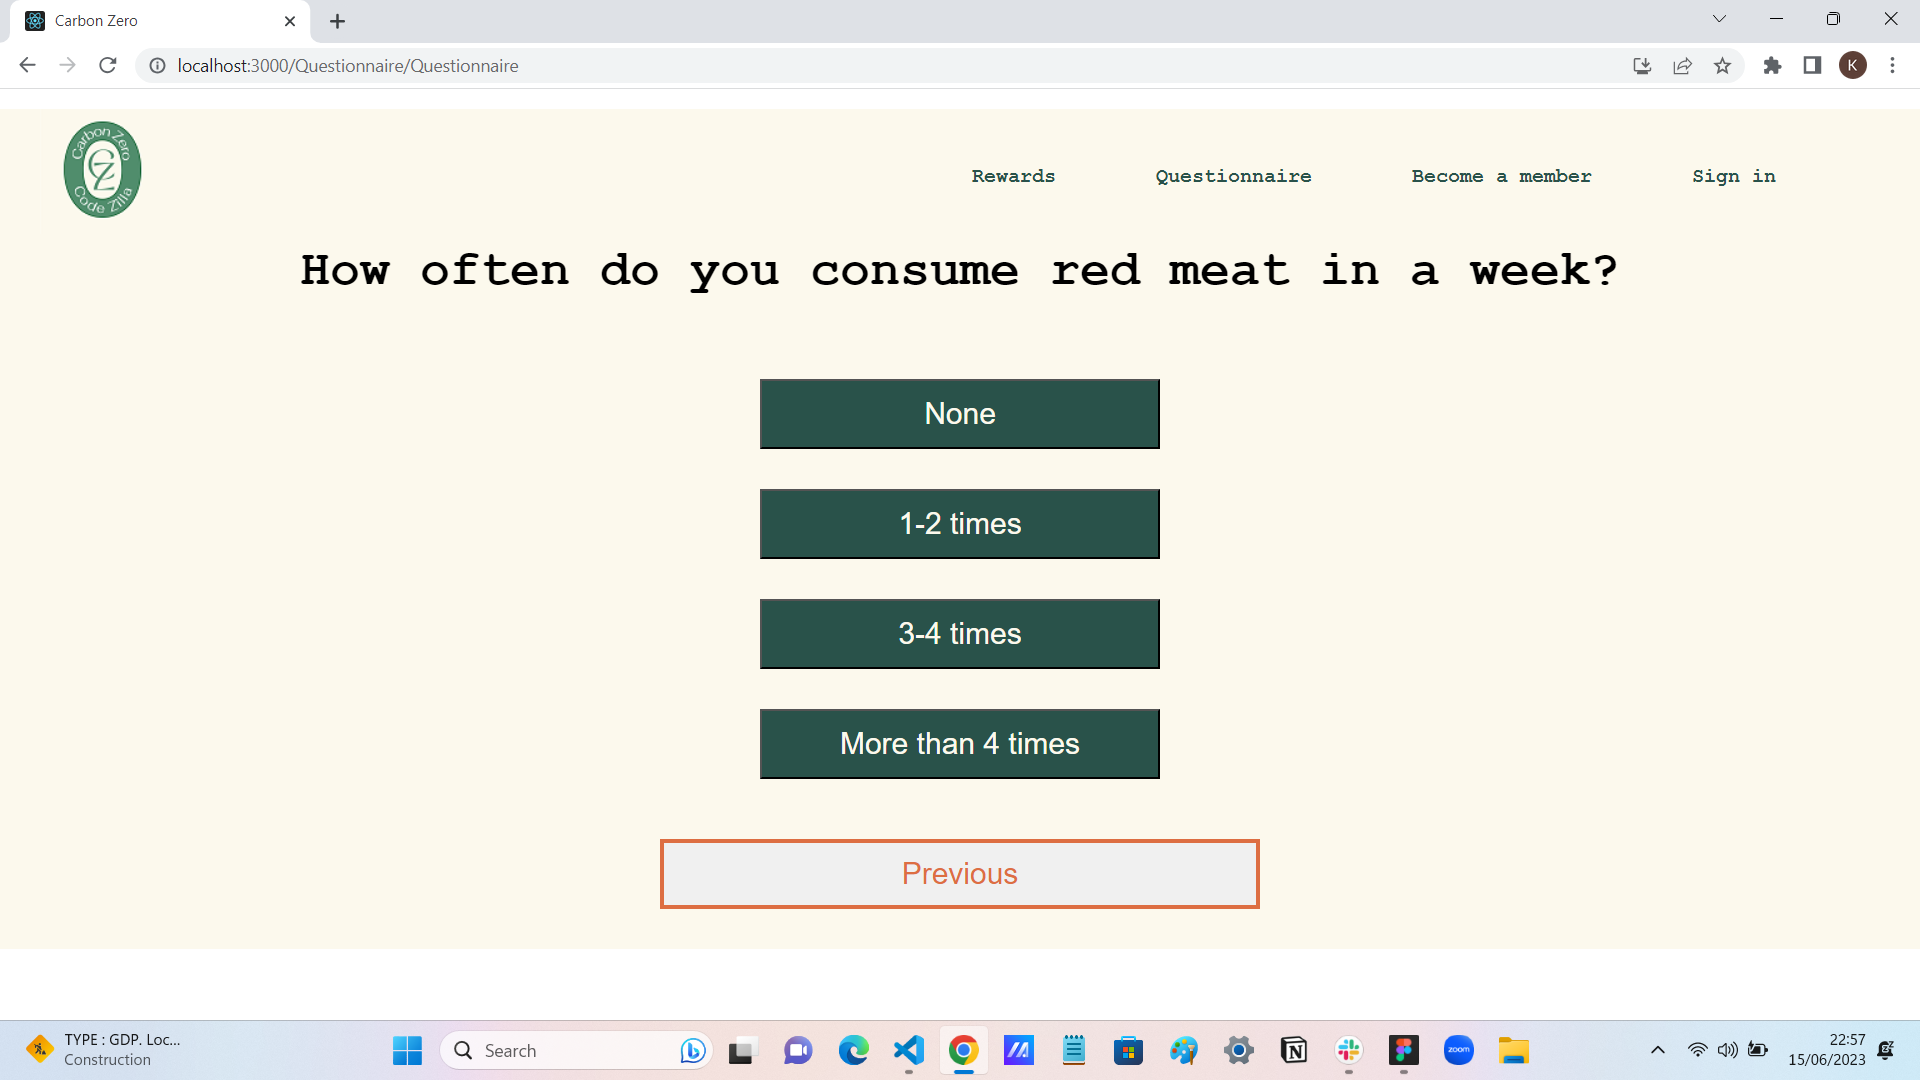 Carbon Zero
localhost:3000/Questionnaire/Questionnaire
K
Carbon Zero
CZ
Code Zilla
Rewards
Questionnaire
Become a member
Sign in
How often do you consume red meat in a week?
None
1-2 times
3-4 times
More than 4 times
Previous
TYPE : GDP. Loc...
Construction
Search
zoom
22:57
15/06/2023